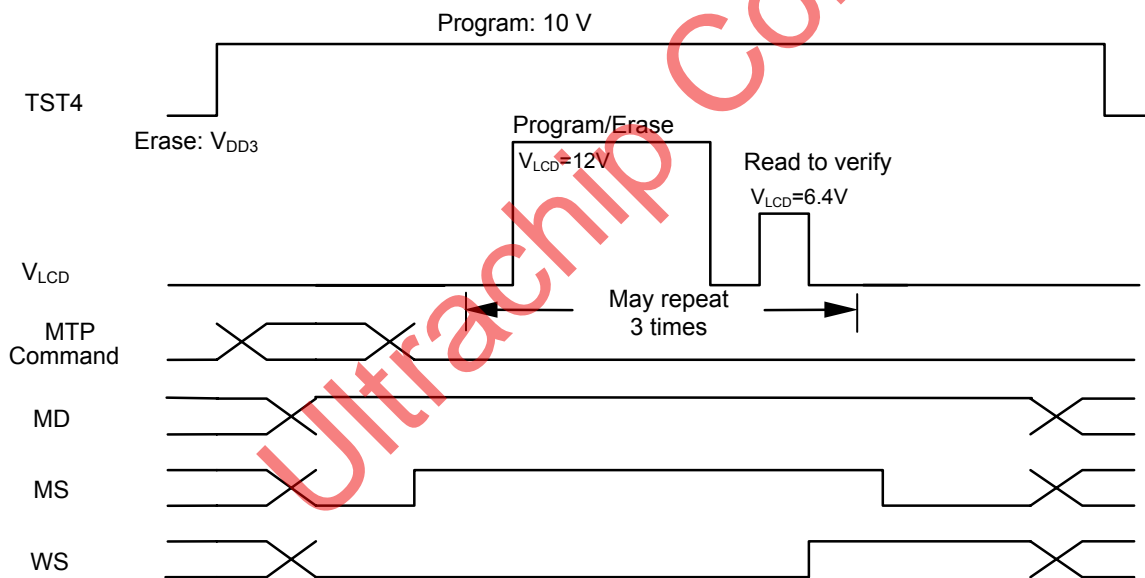 Program: 10 V
TST4
Erase: VDD3
Program/Erase
VLCD=12V
Read to verify
VLCD=6.4V
VLCD
May repeat
3 times
MTP
Command
MD
MS
WS
Ultrachip Co